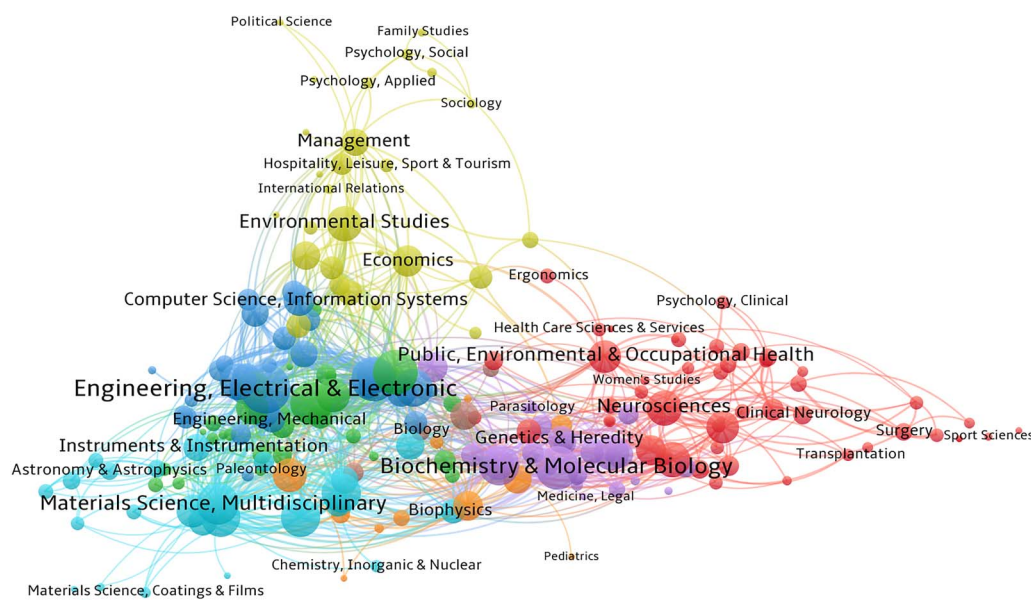 Political Science
Family Studies
Psychology, Social
Psychology, Applied
Sociology
Management
Hospitality, Leisure, Sport & Tourism
International Relations
Environmental Studies
Economics
Ergonomics
Computer Science, Information Systems
Psychology, Clinical
Health Care Sciences & Services
Public, Environmental & Occupational Health
Women's Studies
Engineering, Electrical & Electronic
Parasitology
Neurosciences
Clinical Neurology
Engineering, Mechanical
Biology
Surgery
Sport Sciences
Genetics & Heredity
Instruments & Instrumentation
Transplantation
Astronomy & Astrophysics
Paleontology
Biochemistry & Molecular Biology
Medicine, Legal
Materials Science, Multidisciplinary
Biophysics
Pediatrics
Chemistry, Inorganic & Nuclear
Materials Science, Coatings & Films